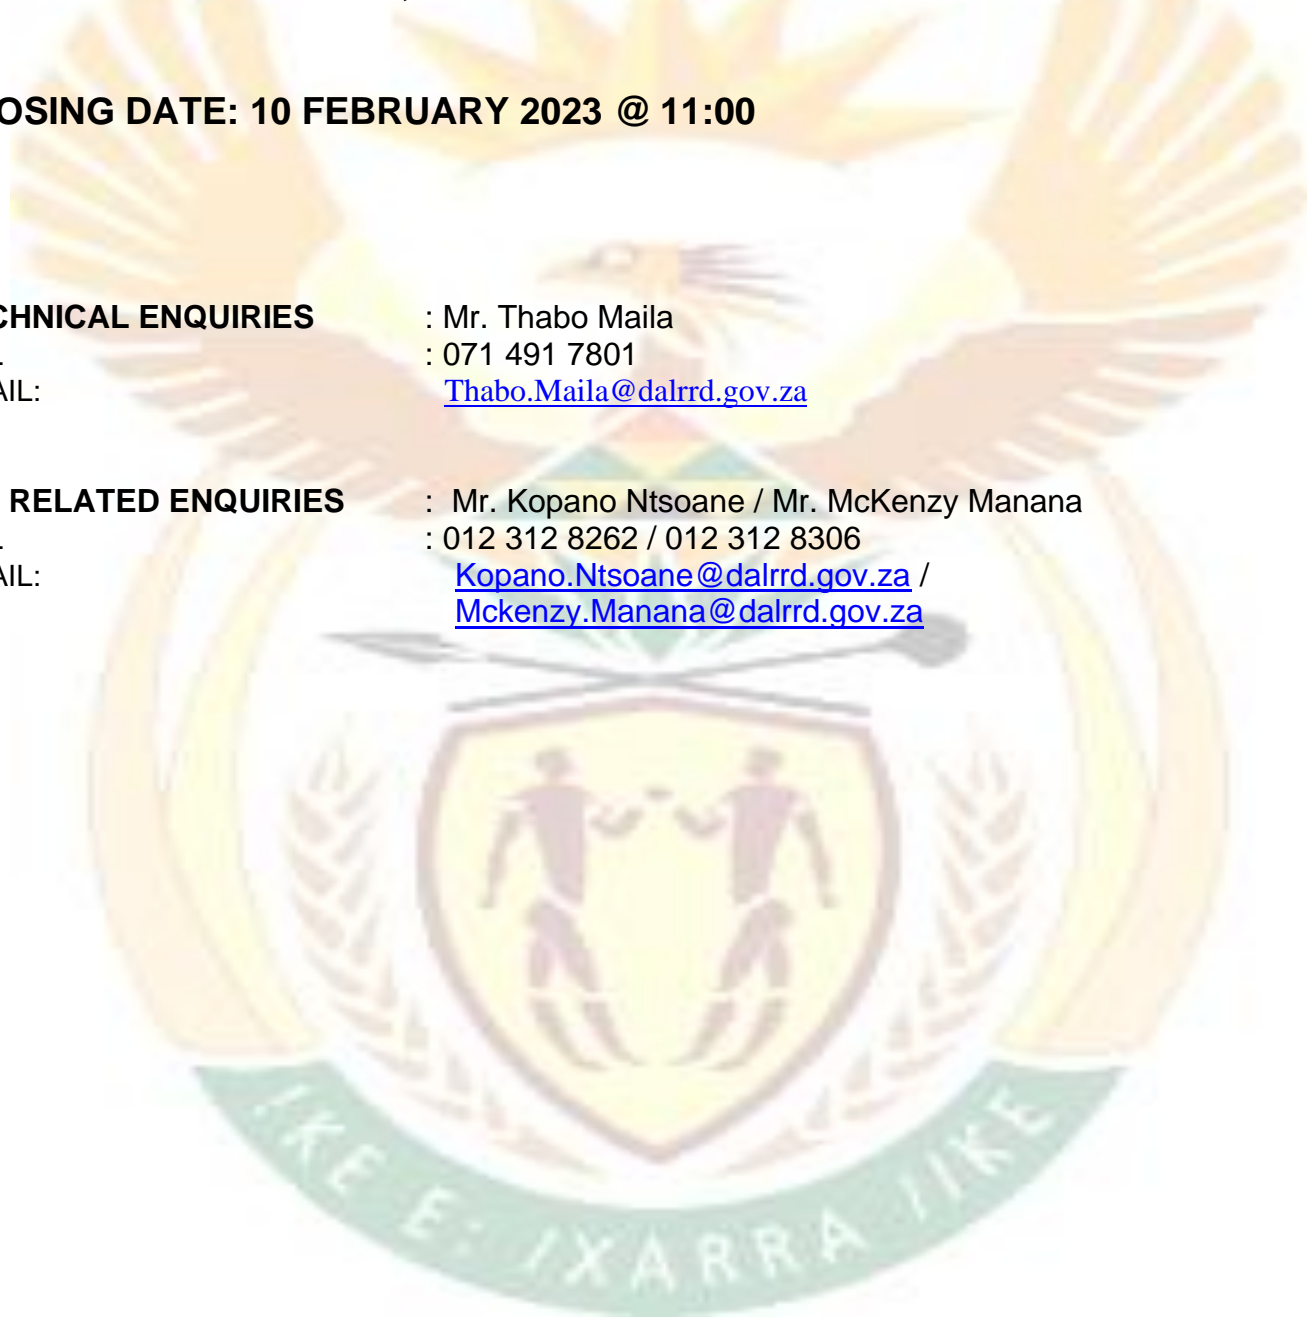 OSING DATE: 10 FEBRUARY 2023 @ 11:00
CHNICAL ENQUIRIES : Mr. Thabo Maila
. : 071 491 7801
AIL: Thabo.Maila@dalrrd.gov.za
RELATED ENQUIRIES : Mr. Kopano Ntsoane / Mr. McKenzy Manana
. : 012 312 8262 / 012 312 8306
AIL: Kopano.Ntsoane@dalrrd.gov.za /
Mckenzy.Manana@dalrrd.gov.za
!KE E: /XARRA //KE